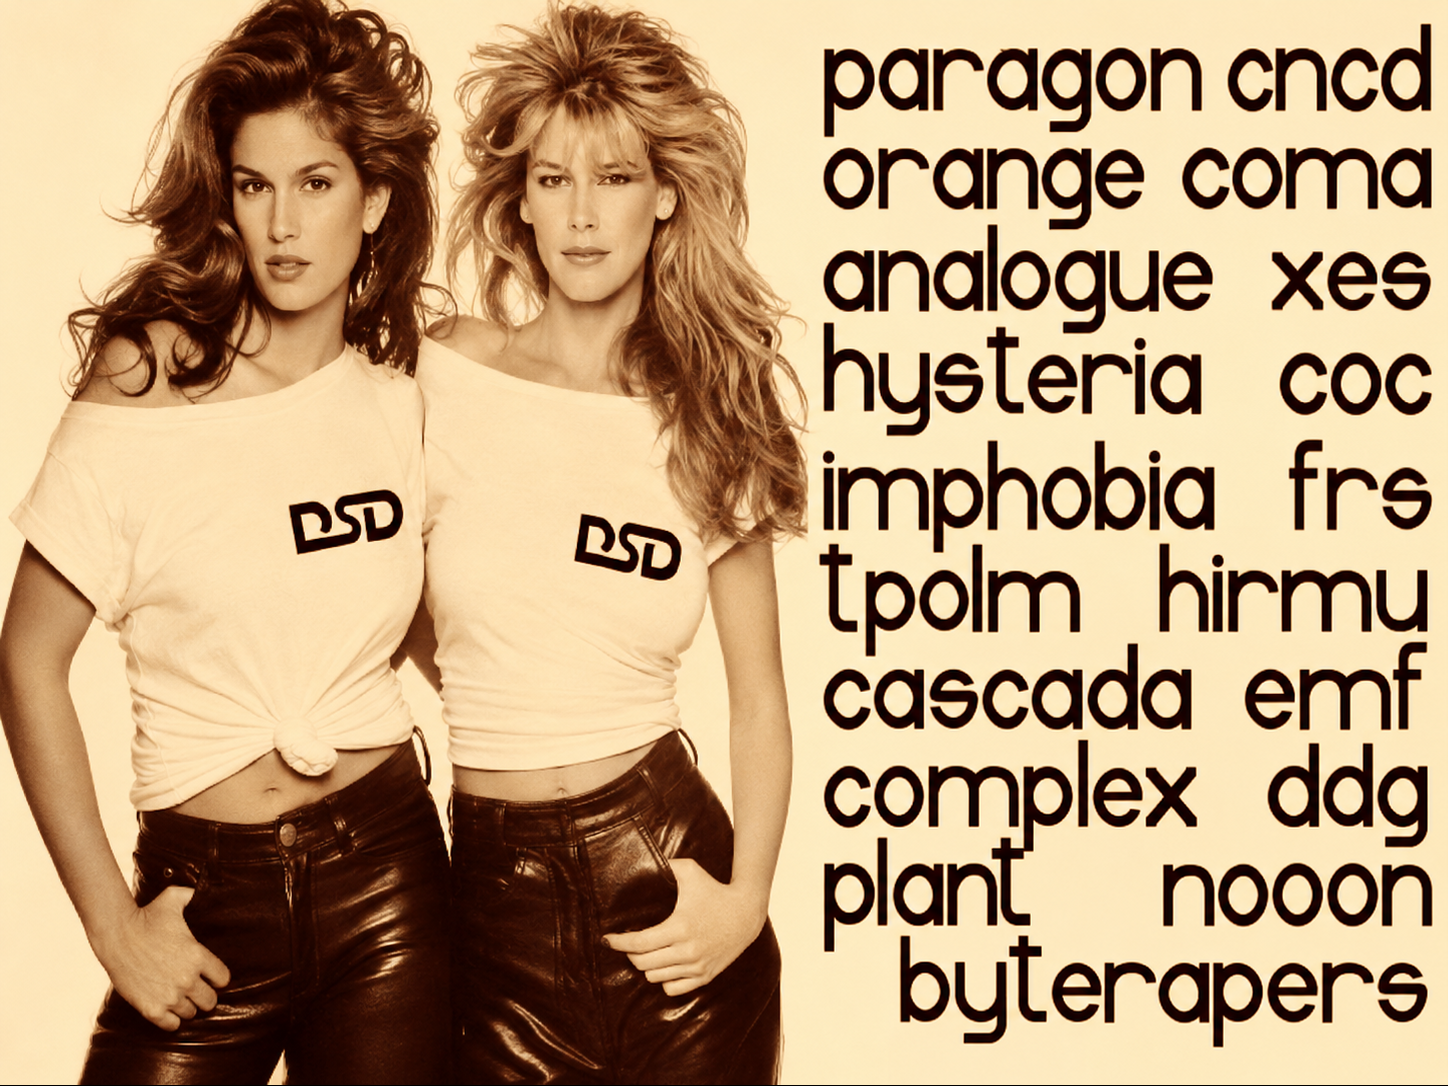 DSD
DSD
paragon cncd
orange coma
analogue xes
hysteria coc
imphobia frs
tpolm hirmu
cascada emf
complex ddg
plant nooon
byterapers